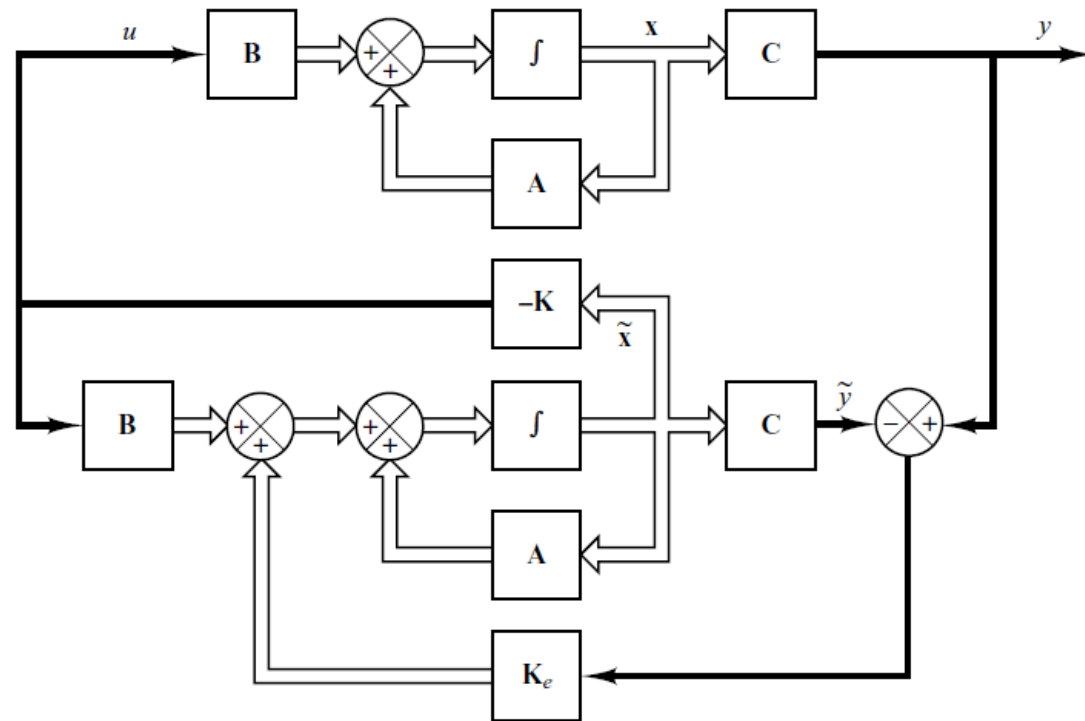 u B + + ∫ x C y
A
–K
x̃
B + + + + ∫ C ỹ – +
A
Kₑ